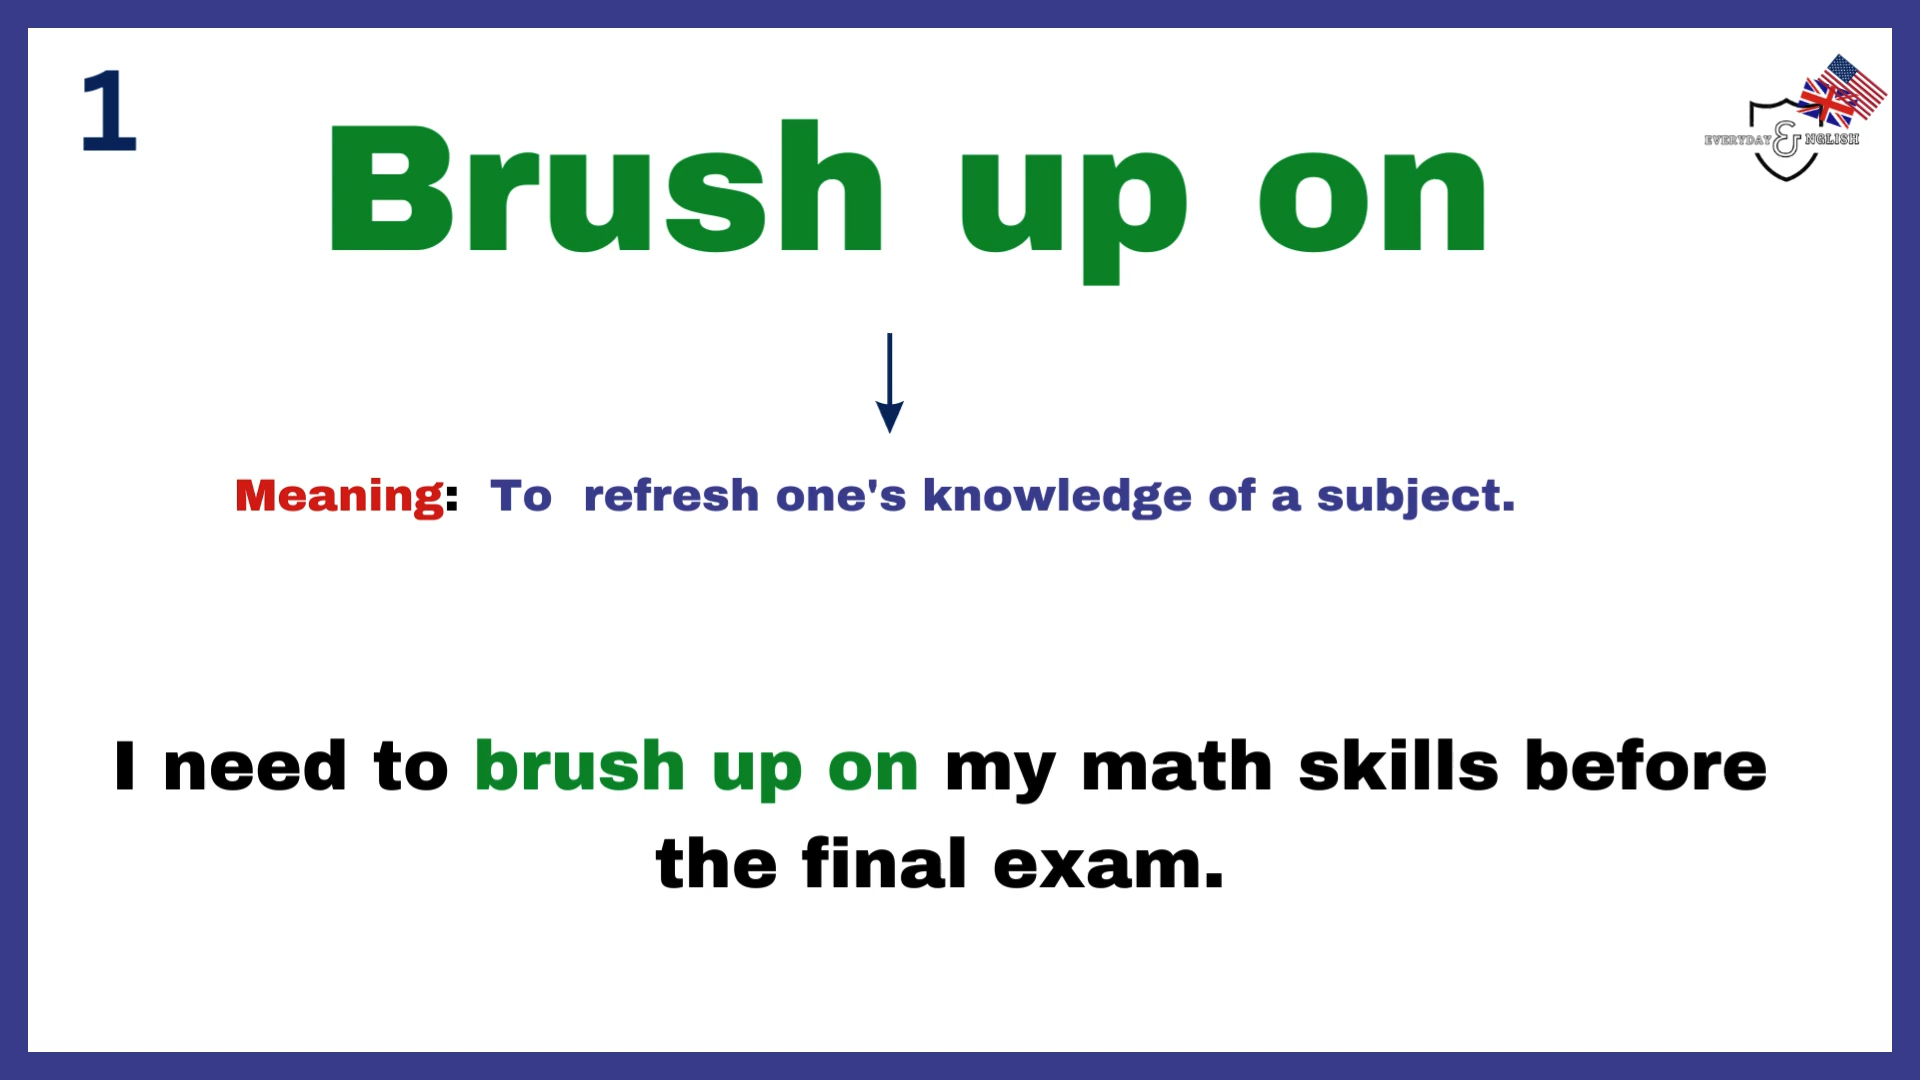 1
Brush up on
Meaning: To refresh one's knowledge of a subject.
I need to brush up on my math skills before
the final exam.
EVERYDAY & NGLISH